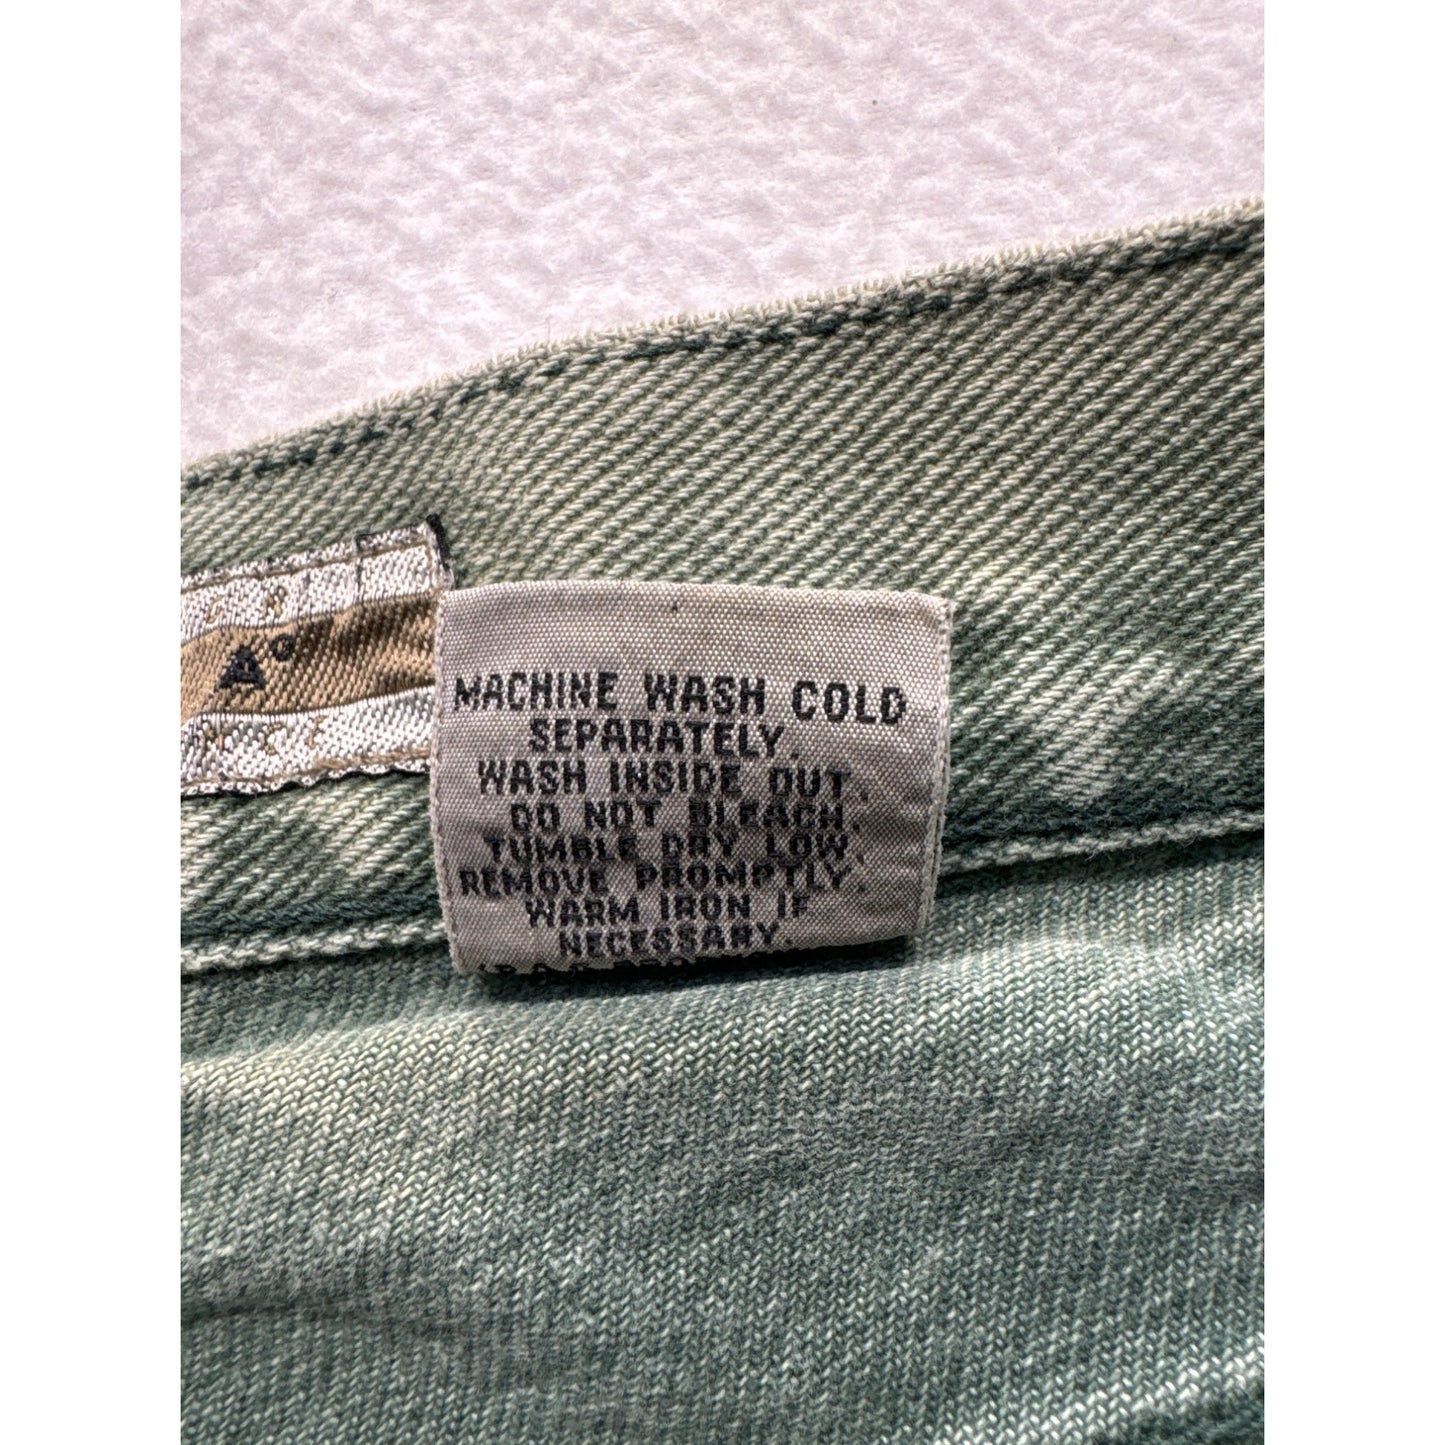 A°
MACHINE WASH COLD
SEPARATELY.
WASH INSIDE OUT.
DO NOT BLEACH.
TUMBLE DRY LOW.
REMOVE PROMPTLY.
WARM IRON IF
NECESSARY.